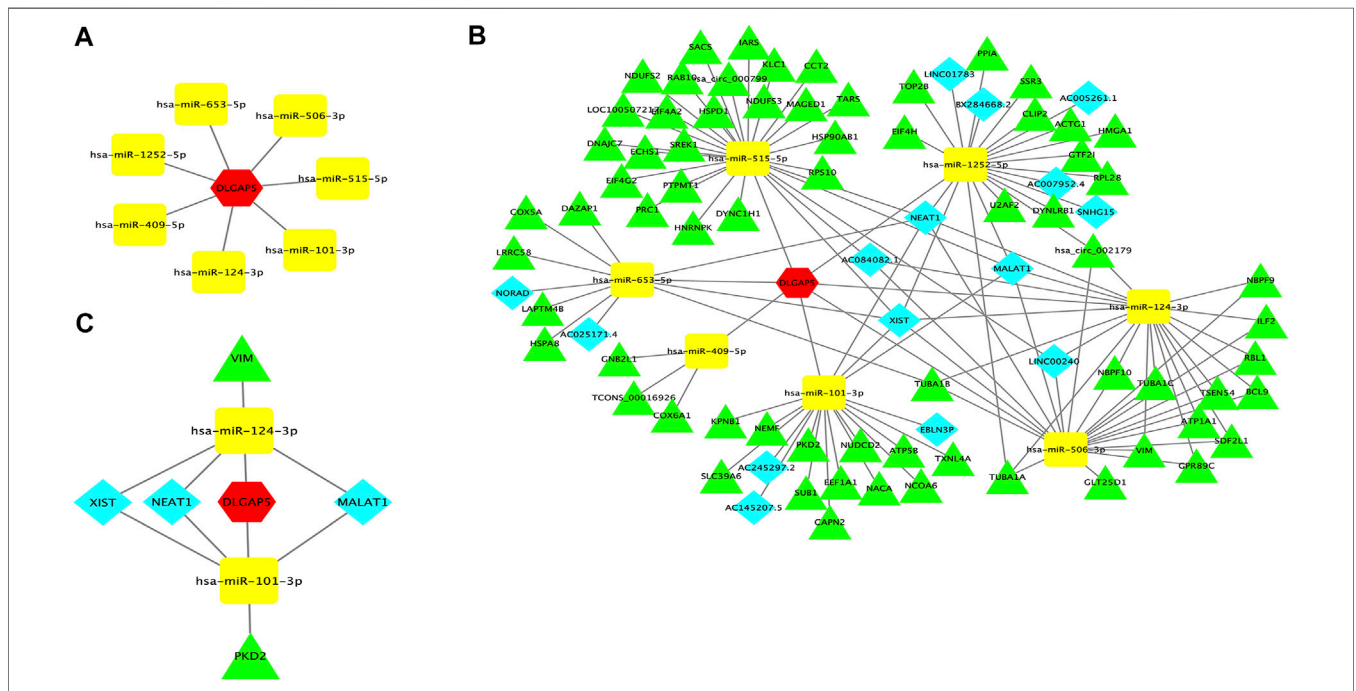 A
hsa-miR-653-5p
hsa-miR-506-3p
hsa-miR-1252-5p
hsa-miR-515-5p
DLGAP5
hsa-miR-409-5p
hsa-miR-101-3p
hsa-miR-124-3p
B
SACS
IARS
NDUFS2
RAB10
hsa_circ_000799
KLC1
CCT2
LOC100507217
EIF4A2
HSPD1
NDUFS3
MAGED1
TARS
DNAJC7
ECHS1
SREK1
HSP90AB1
hsa-miR-515-5p
EIF4G2
PTPMT1
RPS10
PRC1
HNRNPK
DYNC1H1
LINC01783
PPIA
TOP2B
BX284668.2
SSR3
AC005261.1
CLIP2
ACTG1
EIF4H
HMGA1
GTF2I
hsa-miR-1252-5p
AC007952.4
RPL28
U2AF2
DYNLRB1
SNHG15
NEAT1
hsa_circ_002179
COX5A
DAZAP1
LRRC58
hsa-miR-653-5p
AC084082.1
MALAT1
DLGAP5
NORAD
LAPTM4B
AC025171.4
HSPA8
XIST
hsa-miR-124-3p
NBPF9
ILF2
GNB2L1
hsa-miR-409-5p
LINC00240
RBL1
TCONS_00016926
TUBA1B
NBPF10
TUBA1C
TSEN54
BCL9
hsa-miR-101-3p
COX6A1
ATP1A1
KPNB1
NEMF
EBLN3P
SDF2L1
PKD2
NUDCD2
ATP5B
TXNL4A
hsa-miR-506-3p
VIM
GPR89C
SLC39A6
AC245297.2
SUB1
EEF1A1
NACA
NCOA6
TUBA1A
GLT25D1
AC145207.5
CAPN2
C
VIM
hsa-miR-124-3p
XIST
NEAT1
DLGAP5
MALAT1
hsa-miR-101-3p
PKD2